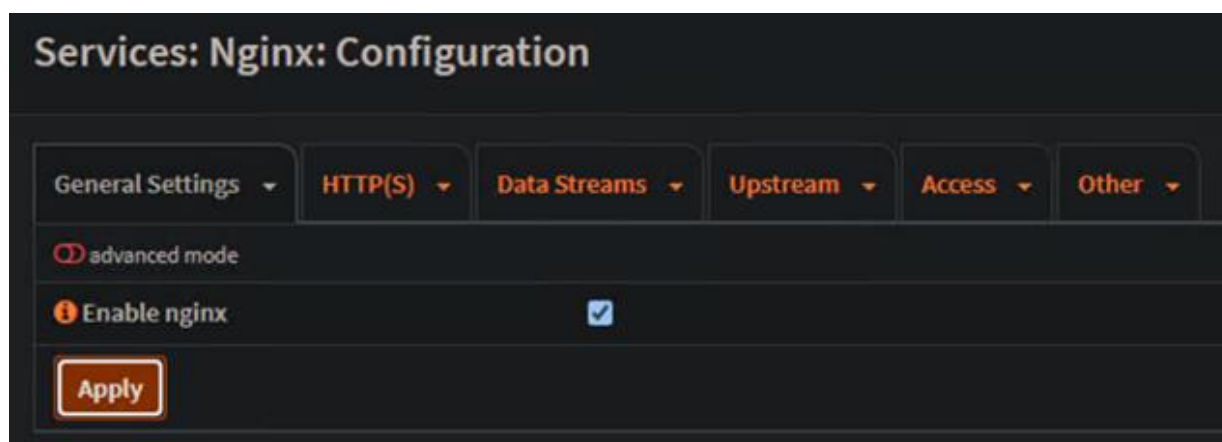 Services: Nginx: Configuration
General Settings HTTP(S) Data Streams Upstream Access Other
advanced mode
Enable nginx
Apply